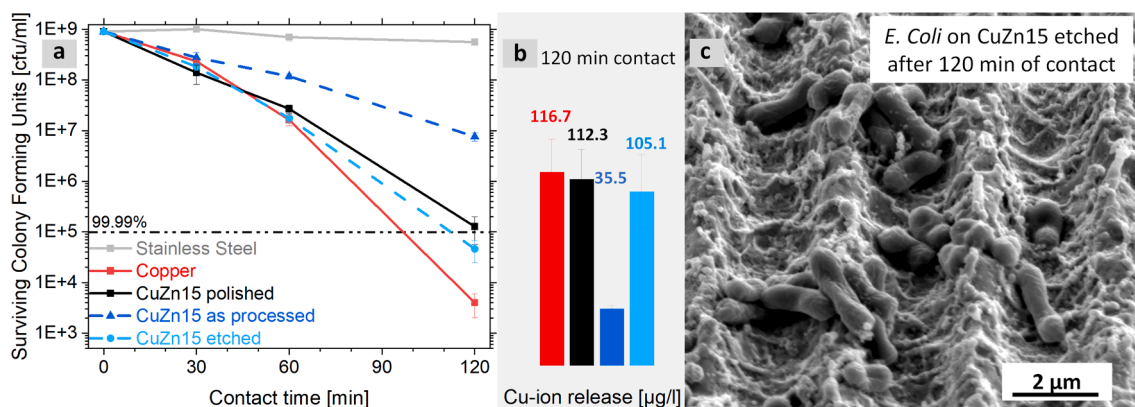 a
Surviving Colony Forming Units [cfu/ml]
1E+9
1E+8
1E+7
1E+6
1E+5
1E+4
1E+3
99.99%
Stainless Steel
Copper
CuZn15 polished
CuZn15 as processed
CuZn15 etched
0
30
60
90
120
Contact time [min]
b
120 min contact
116.7
112.3
35.5
105.1
Cu-ion release [µg/l]
c
E. Coli on CuZn15 etched
after 120 min of contact
2 µm